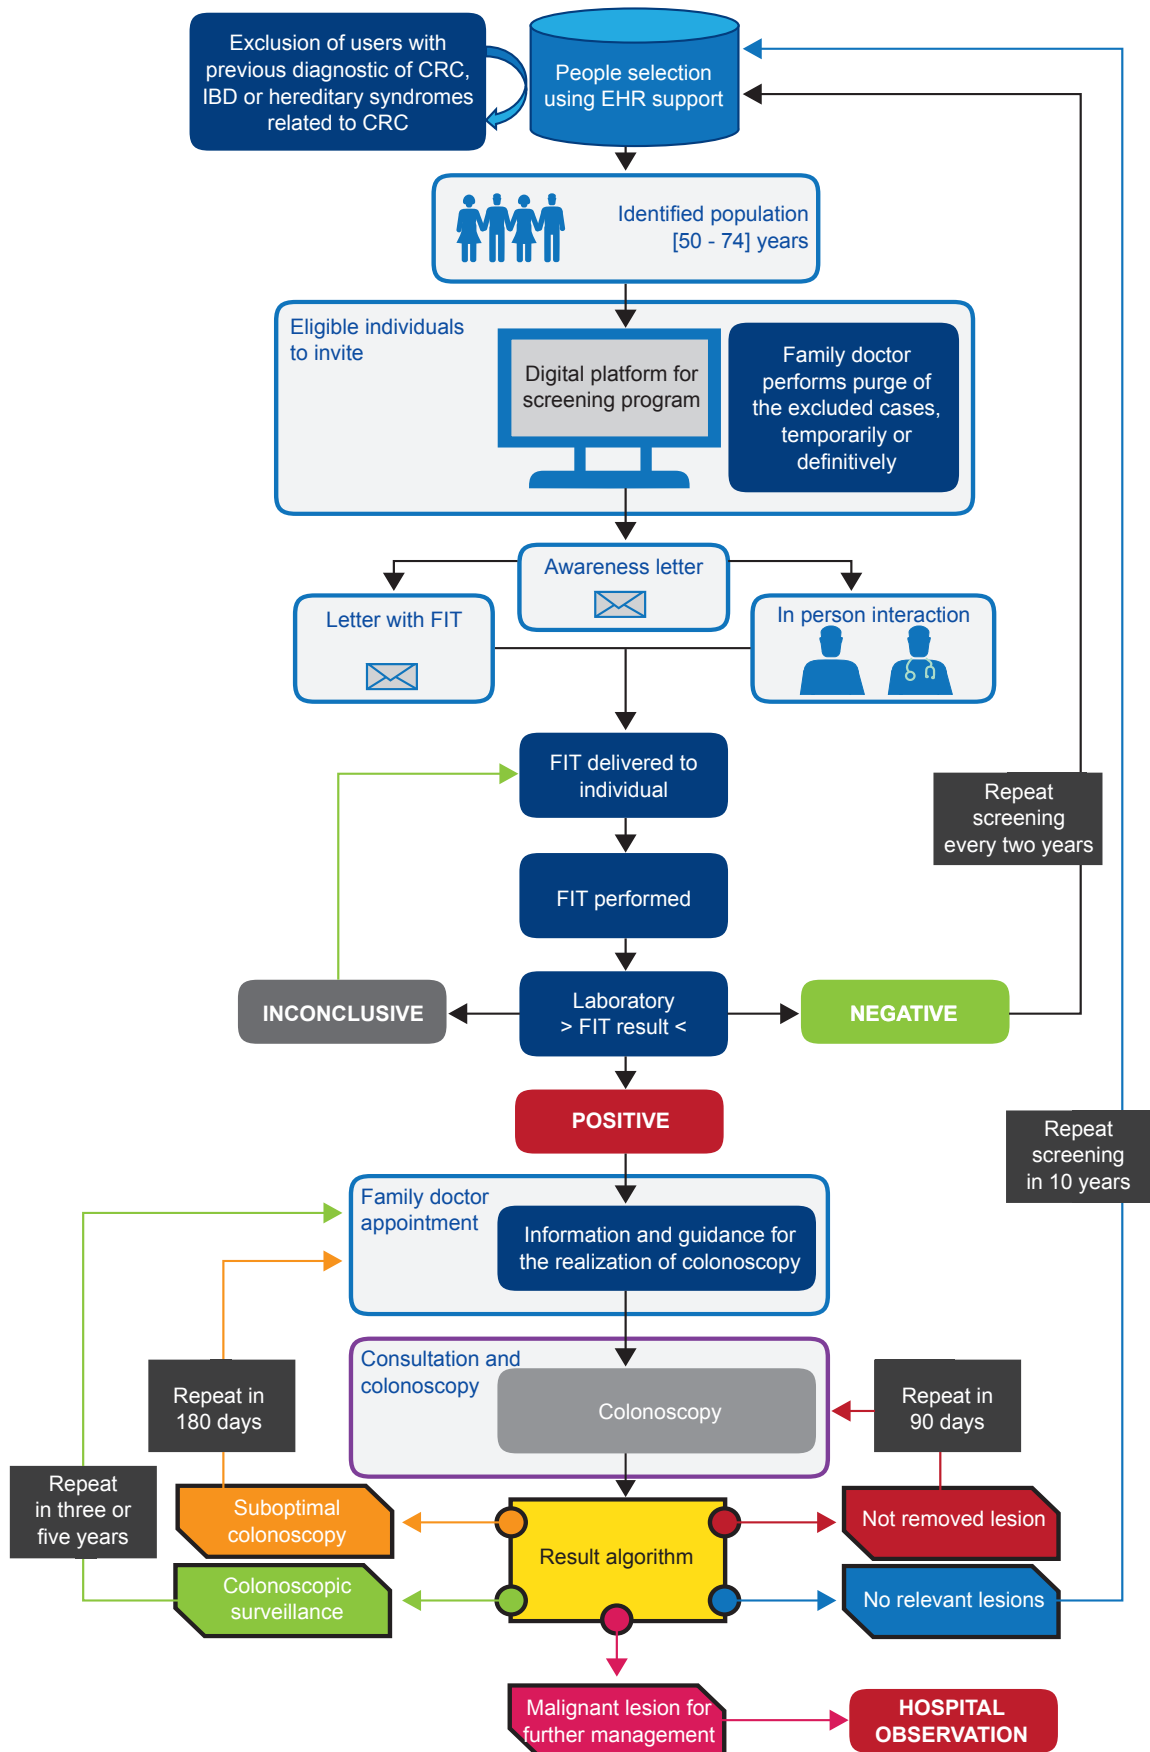 Exclusion of users with
previous diagnostic of CRC,
IBD or hereditary syndromes
related to CRC
People selection
using EHR support
Identified population
[50 - 74] years
Eligible individuals
to invite
Digital platform for
screening program
Family doctor
performs purge of
the excluded cases,
temporarily or
definitively
Awareness letter
Letter with FIT
In person interaction
FIT delivered to
individual
Repeat
screening
every two years
FIT performed
INCONCLUSIVE
Laboratory
> FIT result <
NEGATIVE
POSITIVE
Repeat
screening
in 10 years
Family doctor
appointment
Information and guidance for
the realization of colonoscopy
Consultation and
colonoscopy
Colonoscopy
Repeat in
180 days
Repeat in
90 days
Repeat
in three or
five years
Suboptimal
colonoscopy
Result algorithm
Not removed lesion
Colonoscopic
surveillance
No relevant lesions
Malignant lesion for
further management
HOSPITAL
OBSERVATION